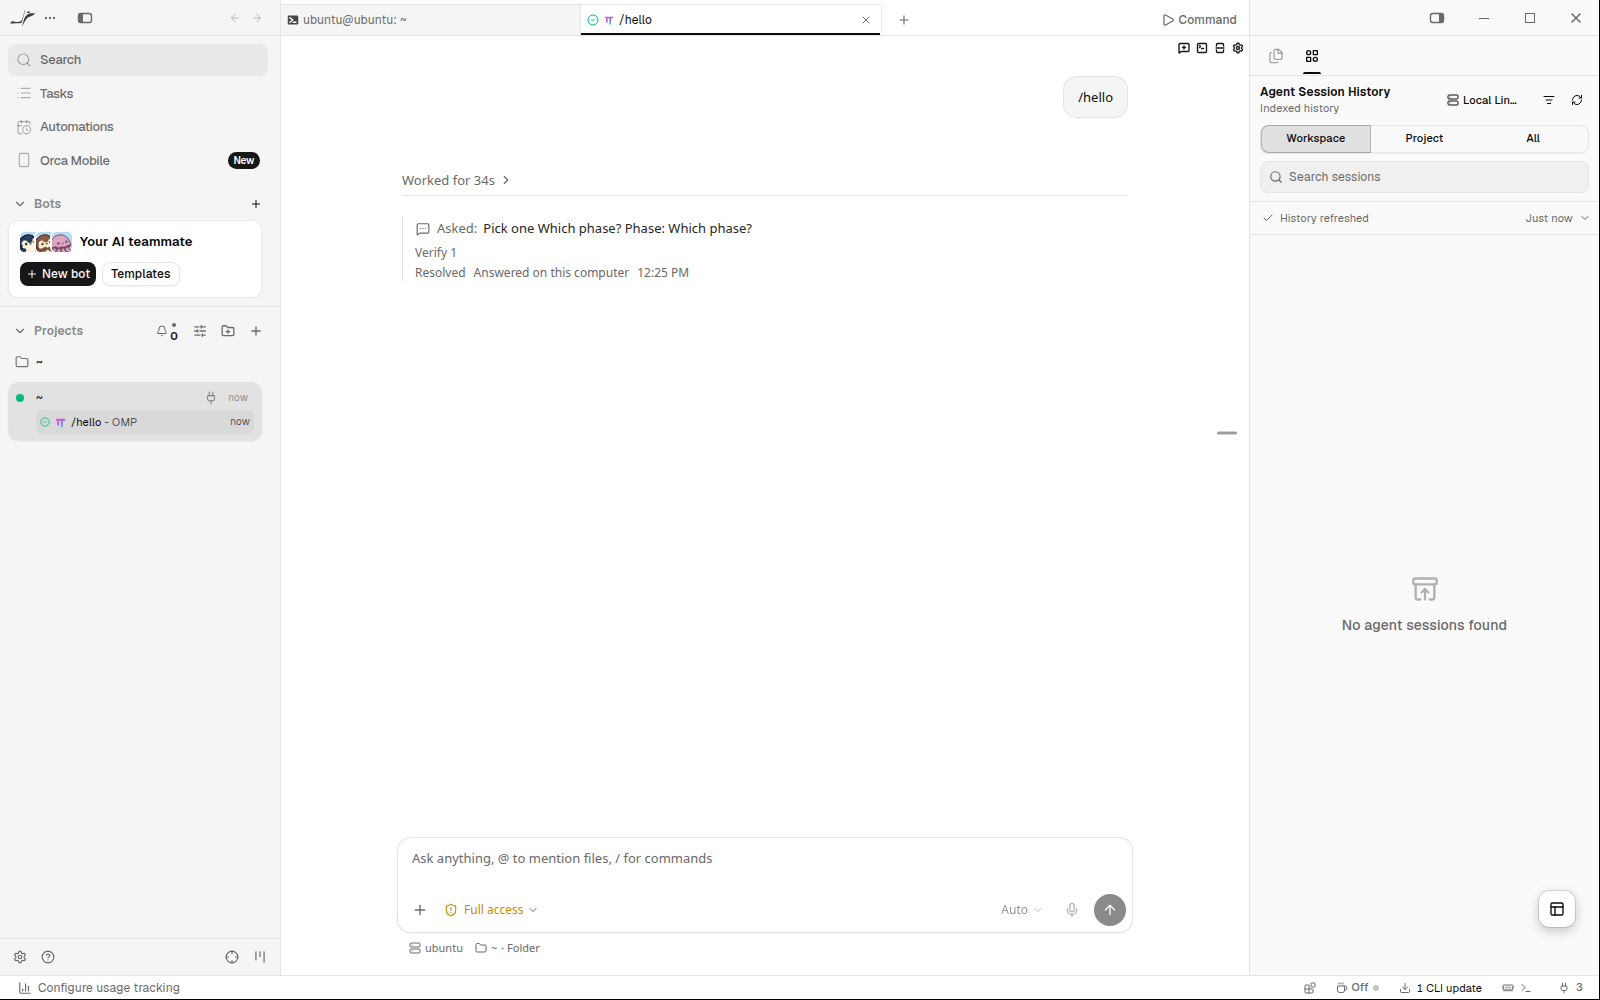 ubuntu@ubuntu: ~
/hello
Command
Search
Tasks
Automations
Orca Mobile
New
Bots
Your AI teammate
New bot
Templates
Projects
0
~
~
now
/hello - OMP
now
/hello
Worked for 34s
Asked: Pick one Which phase? Phase: Which phase?
Verify 1
Resolved Answered on this computer 12:25 PM
Ask anything, @ to mention files, / for commands
Full access
Auto
ubuntu
~ · Folder
Agent Session History
Indexed history
Local Lin...
Workspace
Project
All
Search sessions
History refreshed
Just now
No agent sessions found
Configure usage tracking
Off
1 CLI update
3